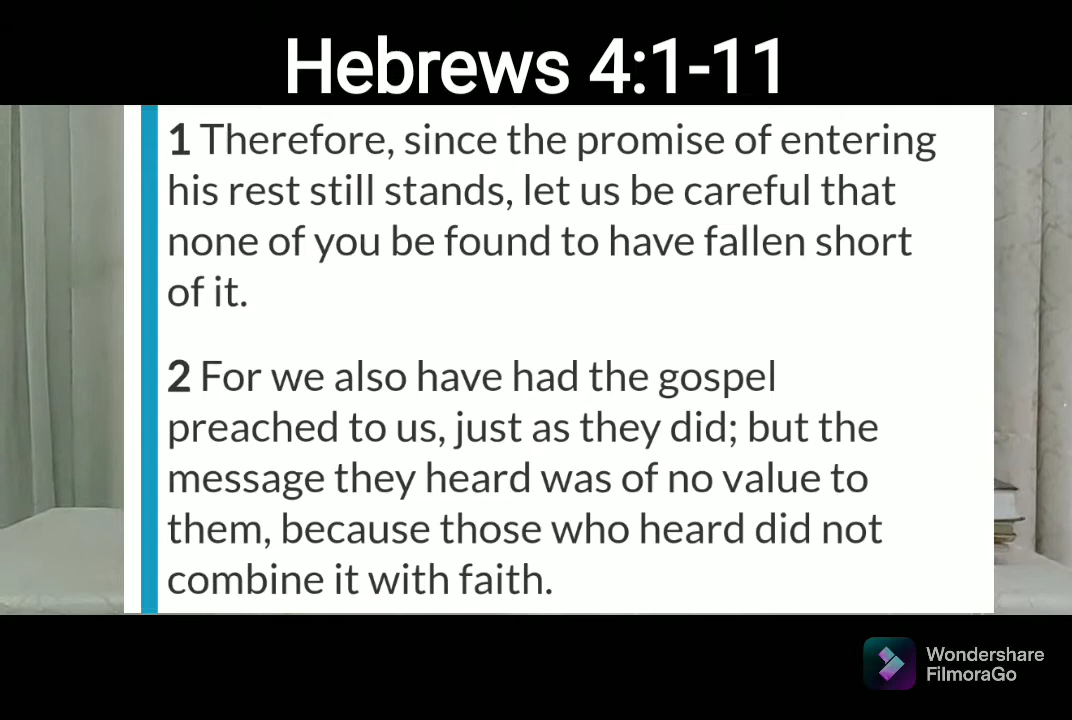 Hebrews 4:1-11
1 Therefore, since the promise of entering
his rest still stands, let us be careful that
none of you be found to have fallen short
of it.
2 For we also have had the gospel
preached to us, just as they did; but the
message they heard was of no value to
them, because those who heard did not
combine it with faith.
Wondershare
FilmoraGo